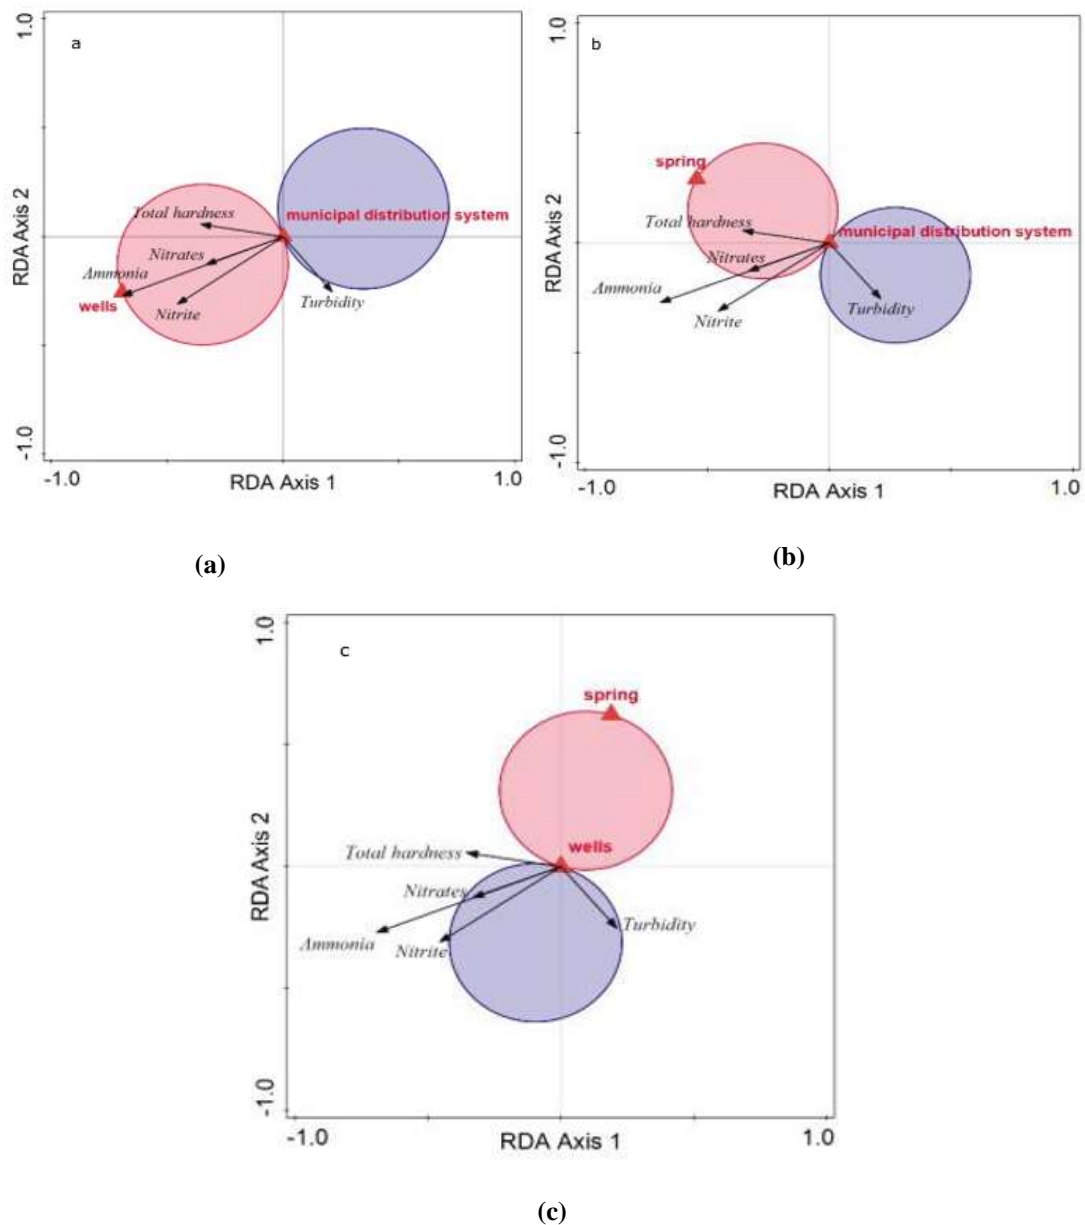 a
1.0
RDA Axis 2
-1.0
Total hardness
municipal distribution system
Nitrates
Ammonia
wells
Nitrite
Turbidity
-1.0
RDA Axis 1
1.0
(a)
b
1.0
RDA Axis 2
-1.0
spring
Total hardness
municipal distribution system
Nitrates
Ammonia
Nitrite
Turbidity
-1.0
RDA Axis 1
1.0
(b)
c
1.0
RDA Axis 2
-1.0
spring
wells
Total hardness
Nitrates
Ammonia
Nitrite
Turbidity
-1.0
RDA Axis 1
1.0
(c)